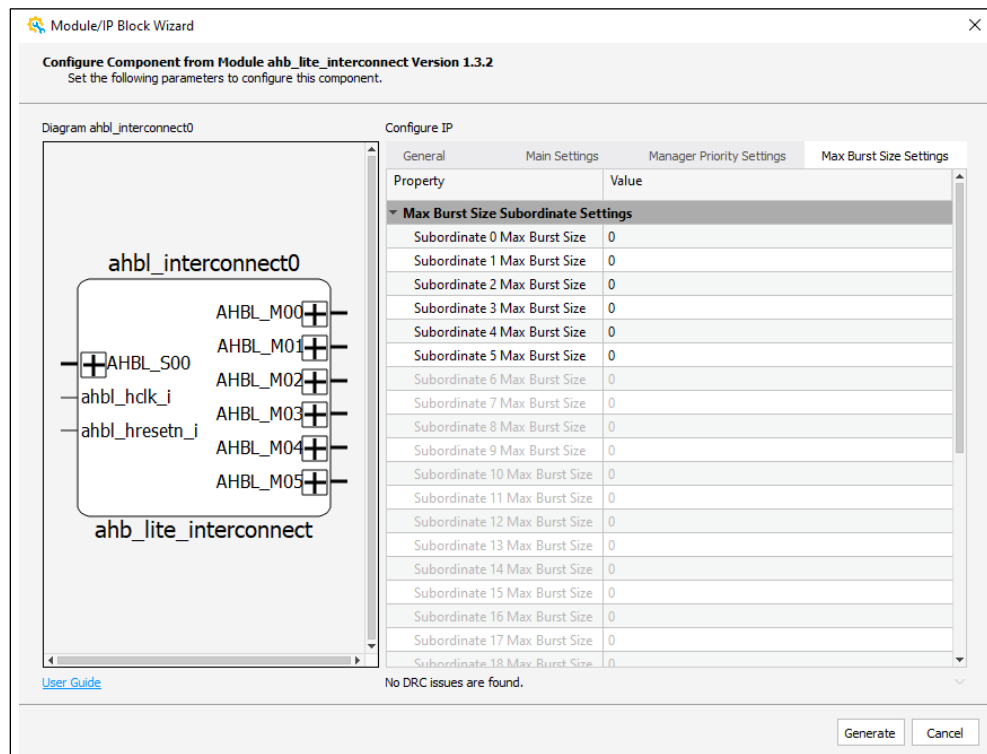 Module/IP Block Wizard
Configure Component from Module ahb_lite_interconnect Version 1.3.2
Set the following parameters to configure this component.
Diagram ahbl_interconnect0
Configure IP
General Main Settings Manager Priority Settings Max Burst Size Settings
Property Value
Max Burst Size Subordinate Settings
Subordinate 0 Max Burst Size 0
Subordinate 1 Max Burst Size 0
Subordinate 2 Max Burst Size 0
Subordinate 3 Max Burst Size 0
Subordinate 4 Max Burst Size 0
Subordinate 5 Max Burst Size 0
Subordinate 6 Max Burst Size 0
Subordinate 7 Max Burst Size 0
Subordinate 8 Max Burst Size 0
Subordinate 9 Max Burst Size 0
Subordinate 10 Max Burst Size 0
Subordinate 11 Max Burst Size 0
Subordinate 12 Max Burst Size 0
Subordinate 13 Max Burst Size 0
Subordinate 14 Max Burst Size 0
Subordinate 15 Max Burst Size 0
Subordinate 16 Max Burst Size 0
Subordinate 17 Max Burst Size 0
Subordinate 18 Max Burst Size 0
ahbl_interconnect0
AHBL_S00
ahbl_hclk_i
ahbl_hresetn_i
AHBL_M00
AHBL_M01
AHBL_M02
AHBL_M03
AHBL_M04
AHBL_M05
ahb_lite_interconnect
User Guide
No DRC issues are found.
Generate
Cancel